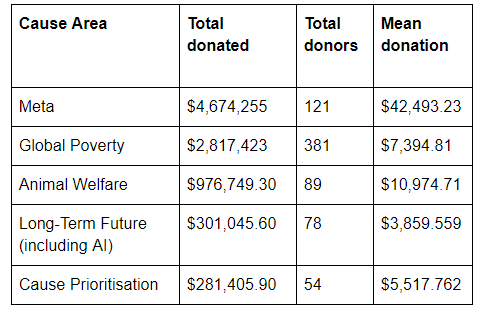 Cause Area Total donated Total donors Mean donation
Meta $4,674,255 121 $42,493.23
Global Poverty $2,817,423 381 $7,394.81
Animal Welfare $976,749.30 89 $10,974.71
Long-Term Future (including AI) $301,045.60 78 $3,859.559
Cause Prioritisation $281,405.90 54 $5,517.762